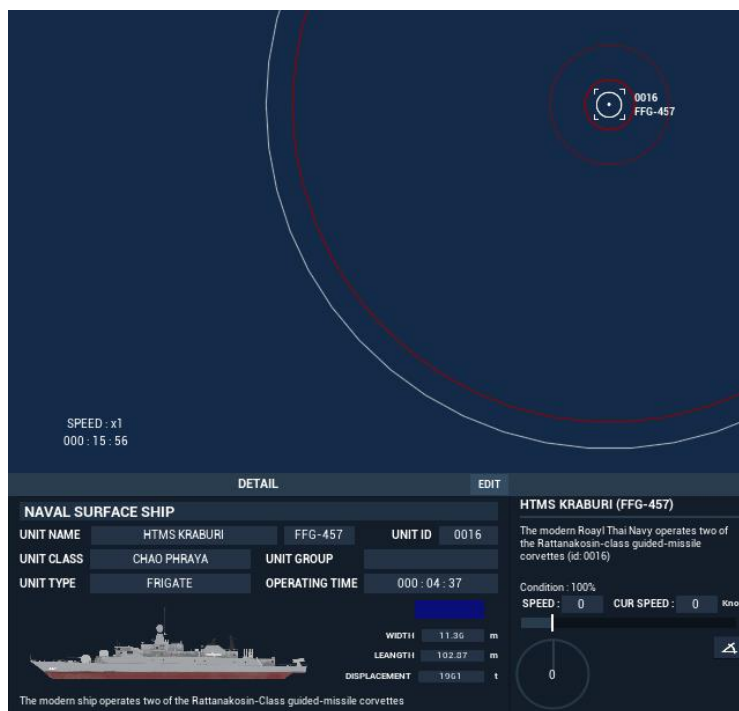 0016
FFG-457
SPEED : x1
000 : 15 : 56
DETAIL
EDIT
NAVAL SURFACE SHIP
UNIT NAME HTMS KRABURI FFG-457 UNIT ID 0016
UNIT CLASS CHAO PHRAYA UNIT GROUP
UNIT TYPE FRIGATE OPERATING TIME 000 : 04 : 37
WIDTH 11.36 m
LEANGTH 102.87 m
DISPLACEMENT 1961 t
The modern ship operates two of the Rattanakosin-Class guided-missile corvettes
HTMS KRABURI (FFG-457)
The modern Roayl Thai Navy operates two of
the Rattanakosin-class guided-missile
corvettes (id: 0016)
Condition : 100%
SPEED : 0 CUR SPEED : 0 Kno
0